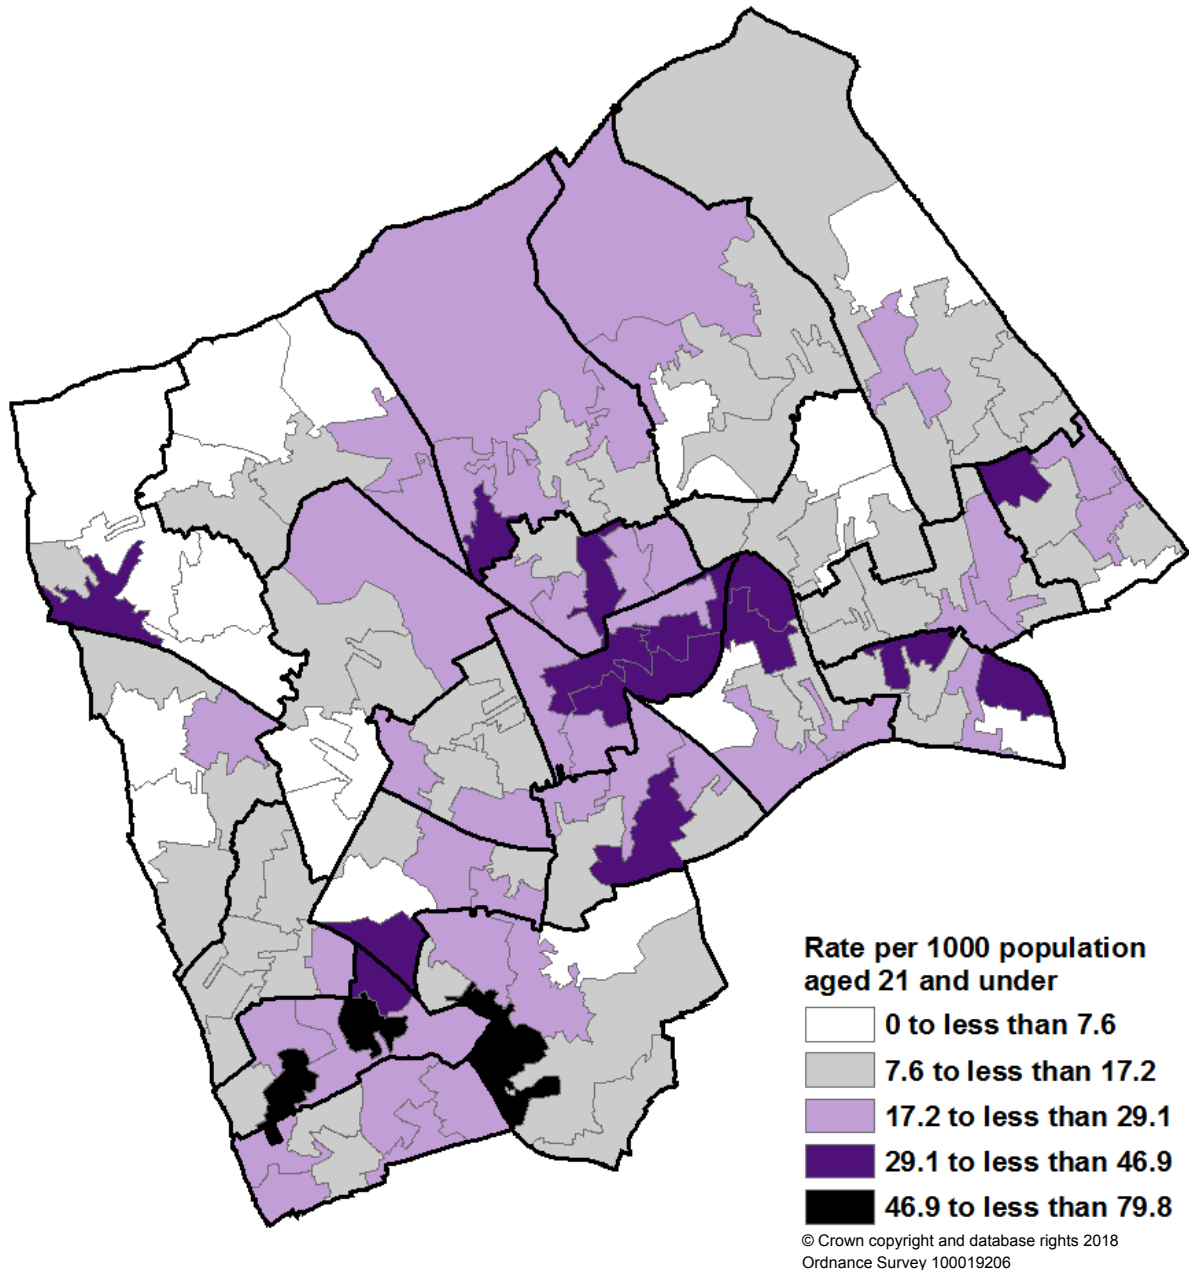 Rate per 1000 population
aged 21 and under
0 to less than 7.6
7.6 to less than 17.2
17.2 to less than 29.1
29.1 to less than 46.9
46.9 to less than 79.8
© Crown copyright and database rights 2018
Ordnance Survey 100019206